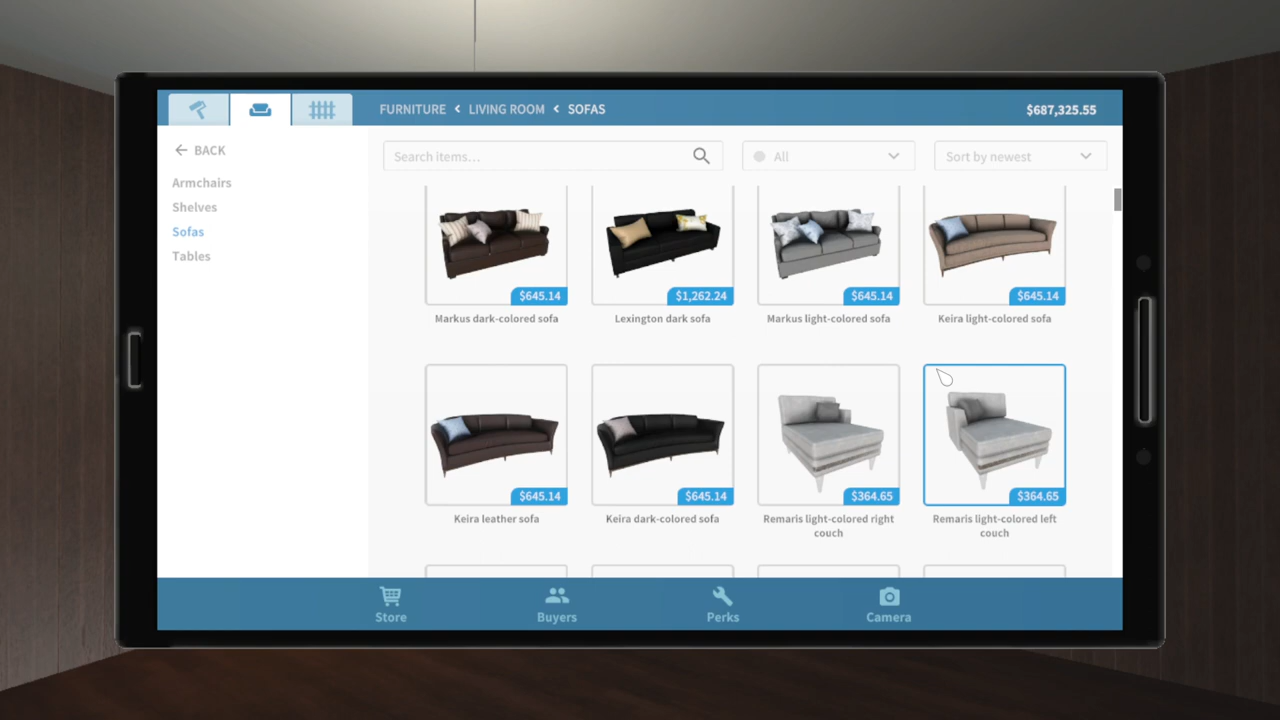 FURNITURE < LIVING ROOM < SOFAS
$687,325.55
BACK
Armchairs
Shelves
Sofas
Tables
Search items...
All
Sort by newest
$645.14
$1,262.24
$645.14
$645.14
Markus dark-colored sofa
Lexington dark sofa
Markus light-colored sofa
Keira light-colored sofa
$645.14
$645.14
$364.65
$364.65
Keira leather sofa
Keira dark-colored sofa
Remaris light-colored right
couch
Remaris light-colored left
couch
Store
Buyers
Perks
Camera